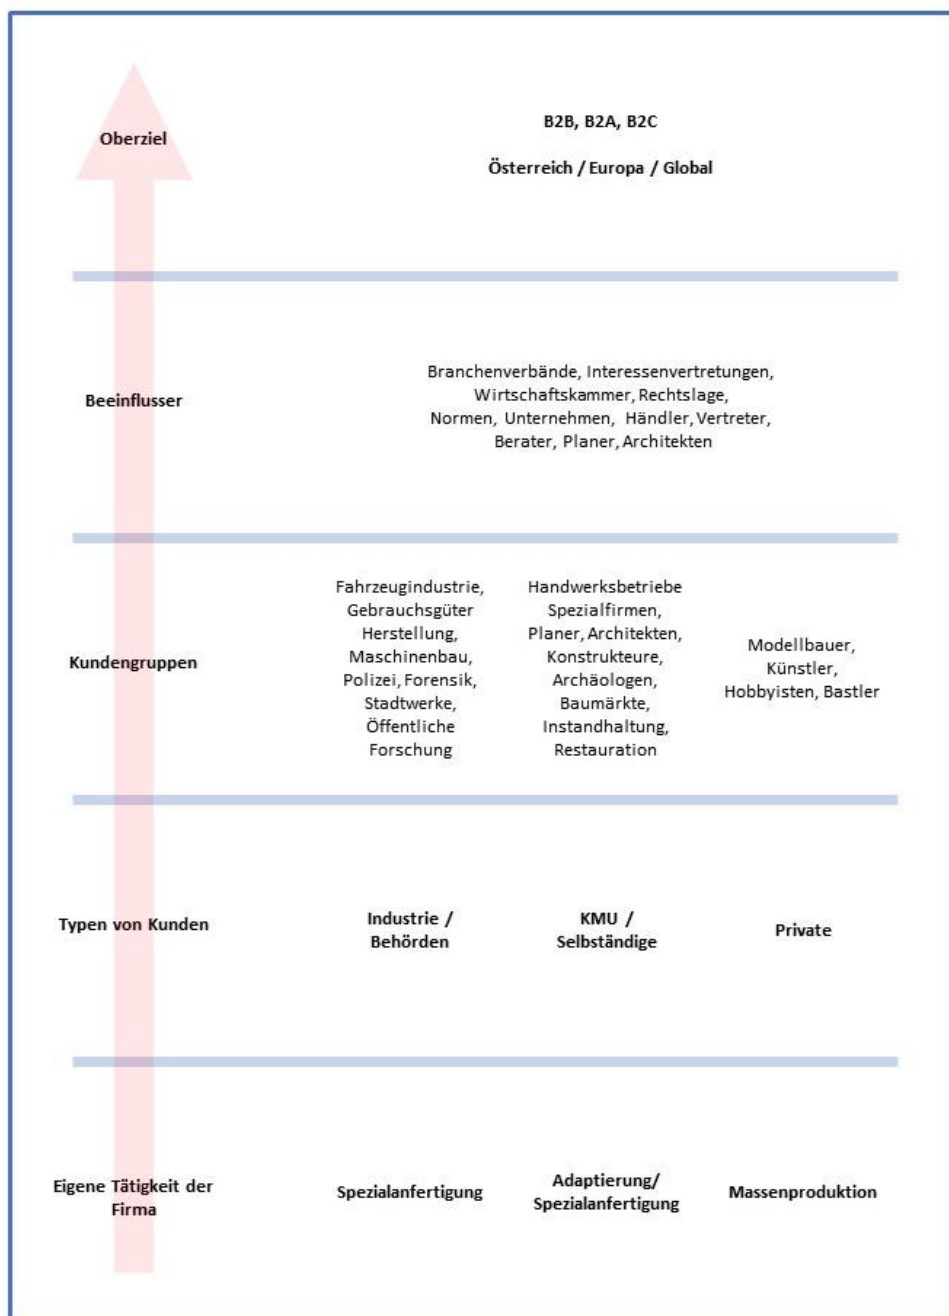 Oberziel
B2B, B2A, B2C
Österreich / Europa / Global
Beeinflusser
Branchenverbände, Interessenvertretungen,
Wirtschaftskammer, Rechtslage,
Normen, Unternehmen, Händler, Vertreter,
Berater, Planer, Architekten
Kundengruppen
Fahrzeugindustrie,
Gebrauchsgüter
Herstellung,
Maschinenbau,
Polizei, Forensik,
Stadtwerke,
Öffentliche
Forschung
Handwerksbetriebe
Spezialfirmen,
Planer, Architekten,
Konstrukteure,
Archäologen,
Baumärkte,
Instandhaltung,
Restauration
Modellbauer,
Künstler,
Hobbyisten, Bastler
Typen von Kunden
Industrie /
Behörden
KMU /
Selbständige
Private
Eigene Tätigkeit der
Firma
Spezialanfertigung
Adaptierung/
Spezialanfertigung
Massenproduktion